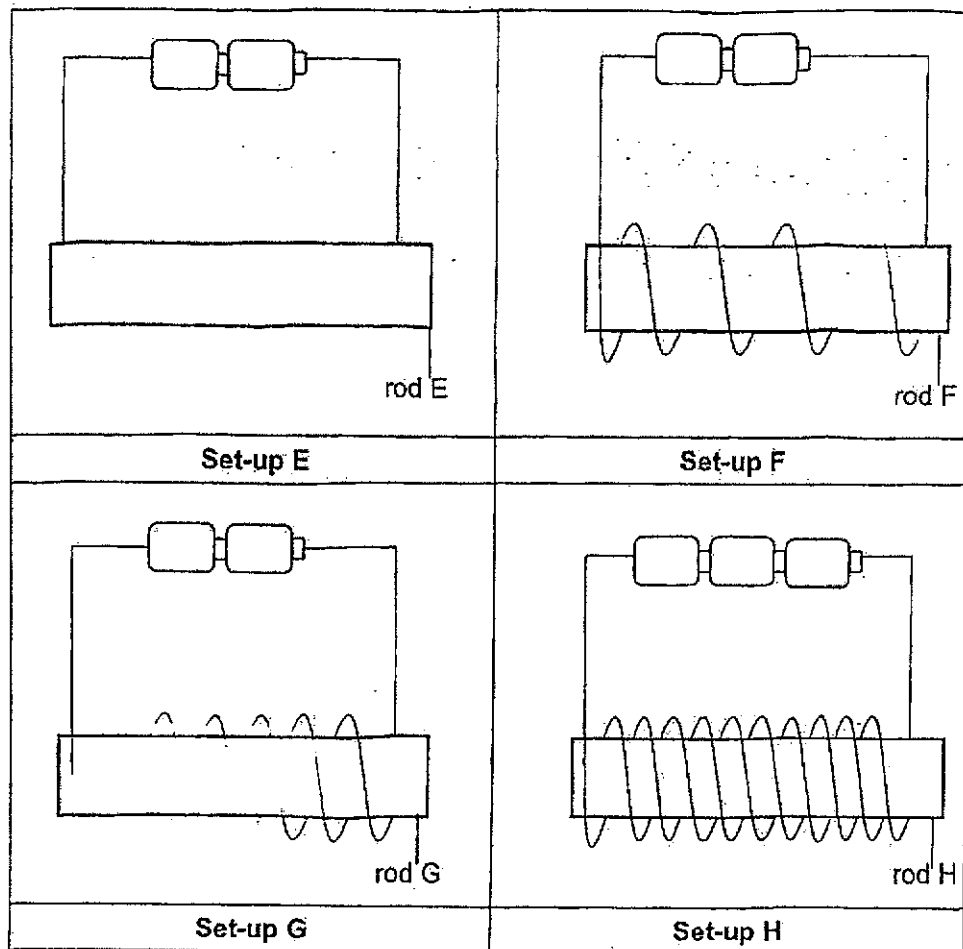 rod E
rod F
Set-up E
Set-up F
rod G
rod H
Set-up G
Set-up H